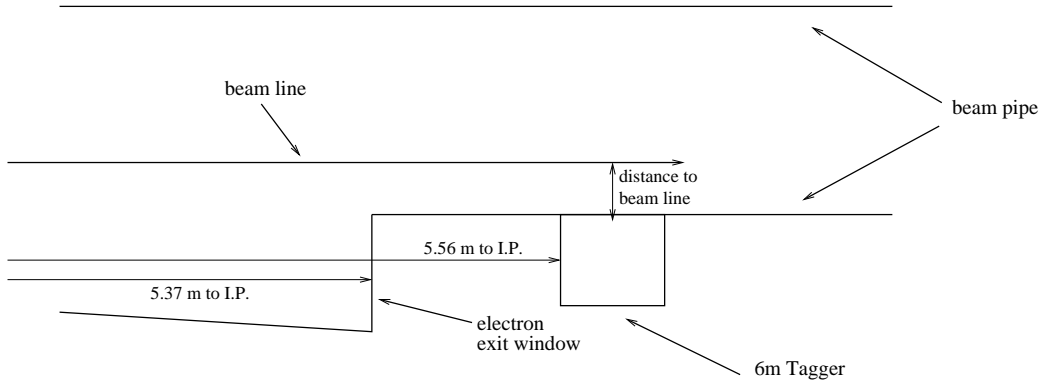 beam line
beam pipe
distance to
beam line
5.56 m to I.P.
5.37 m to I.P.
electron
exit window
6m Tagger